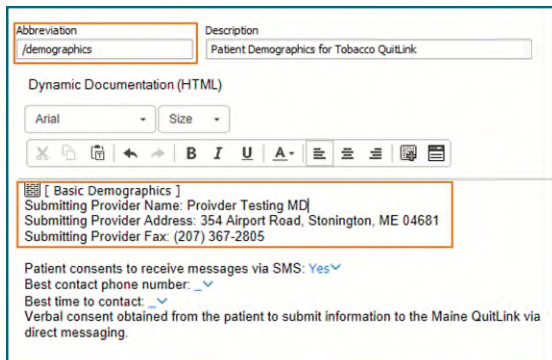 Abbreviation Description
/demographics Patient Demographics for Tobacco QuitLink
Dynamic Documentation (HTML)
Arial Size
B I U A
[ Basic Demographics ]
Submitting Provider Name: Proivder Testing MD
Submitting Provider Address: 354 Airport Road, Stonington, ME 04681
Submitting Provider Fax: (207) 367-2805
Patient consents to receive messages via SMS: Yes
Best contact phone number: _
Best time to contact: _
Verbal consent obtained from the patient to submit information to the Maine QuitLink via
direct messaging.